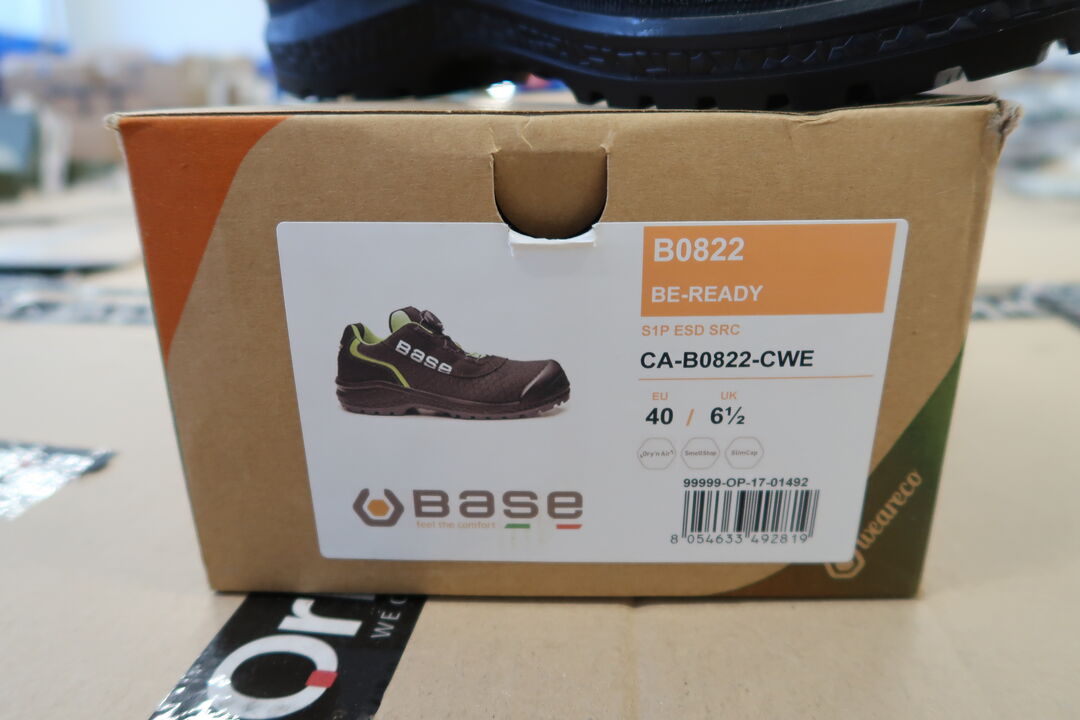 B0822
BE-READY
S1P ESD SRC
CA-B0822-CWE
EU UK
40 / 6½
Dry'n Air SmellStop SlimCap
99999-OP-17-01492
8 054633 492819
Base
Base
feel the comfort
weareco
Or
WE C